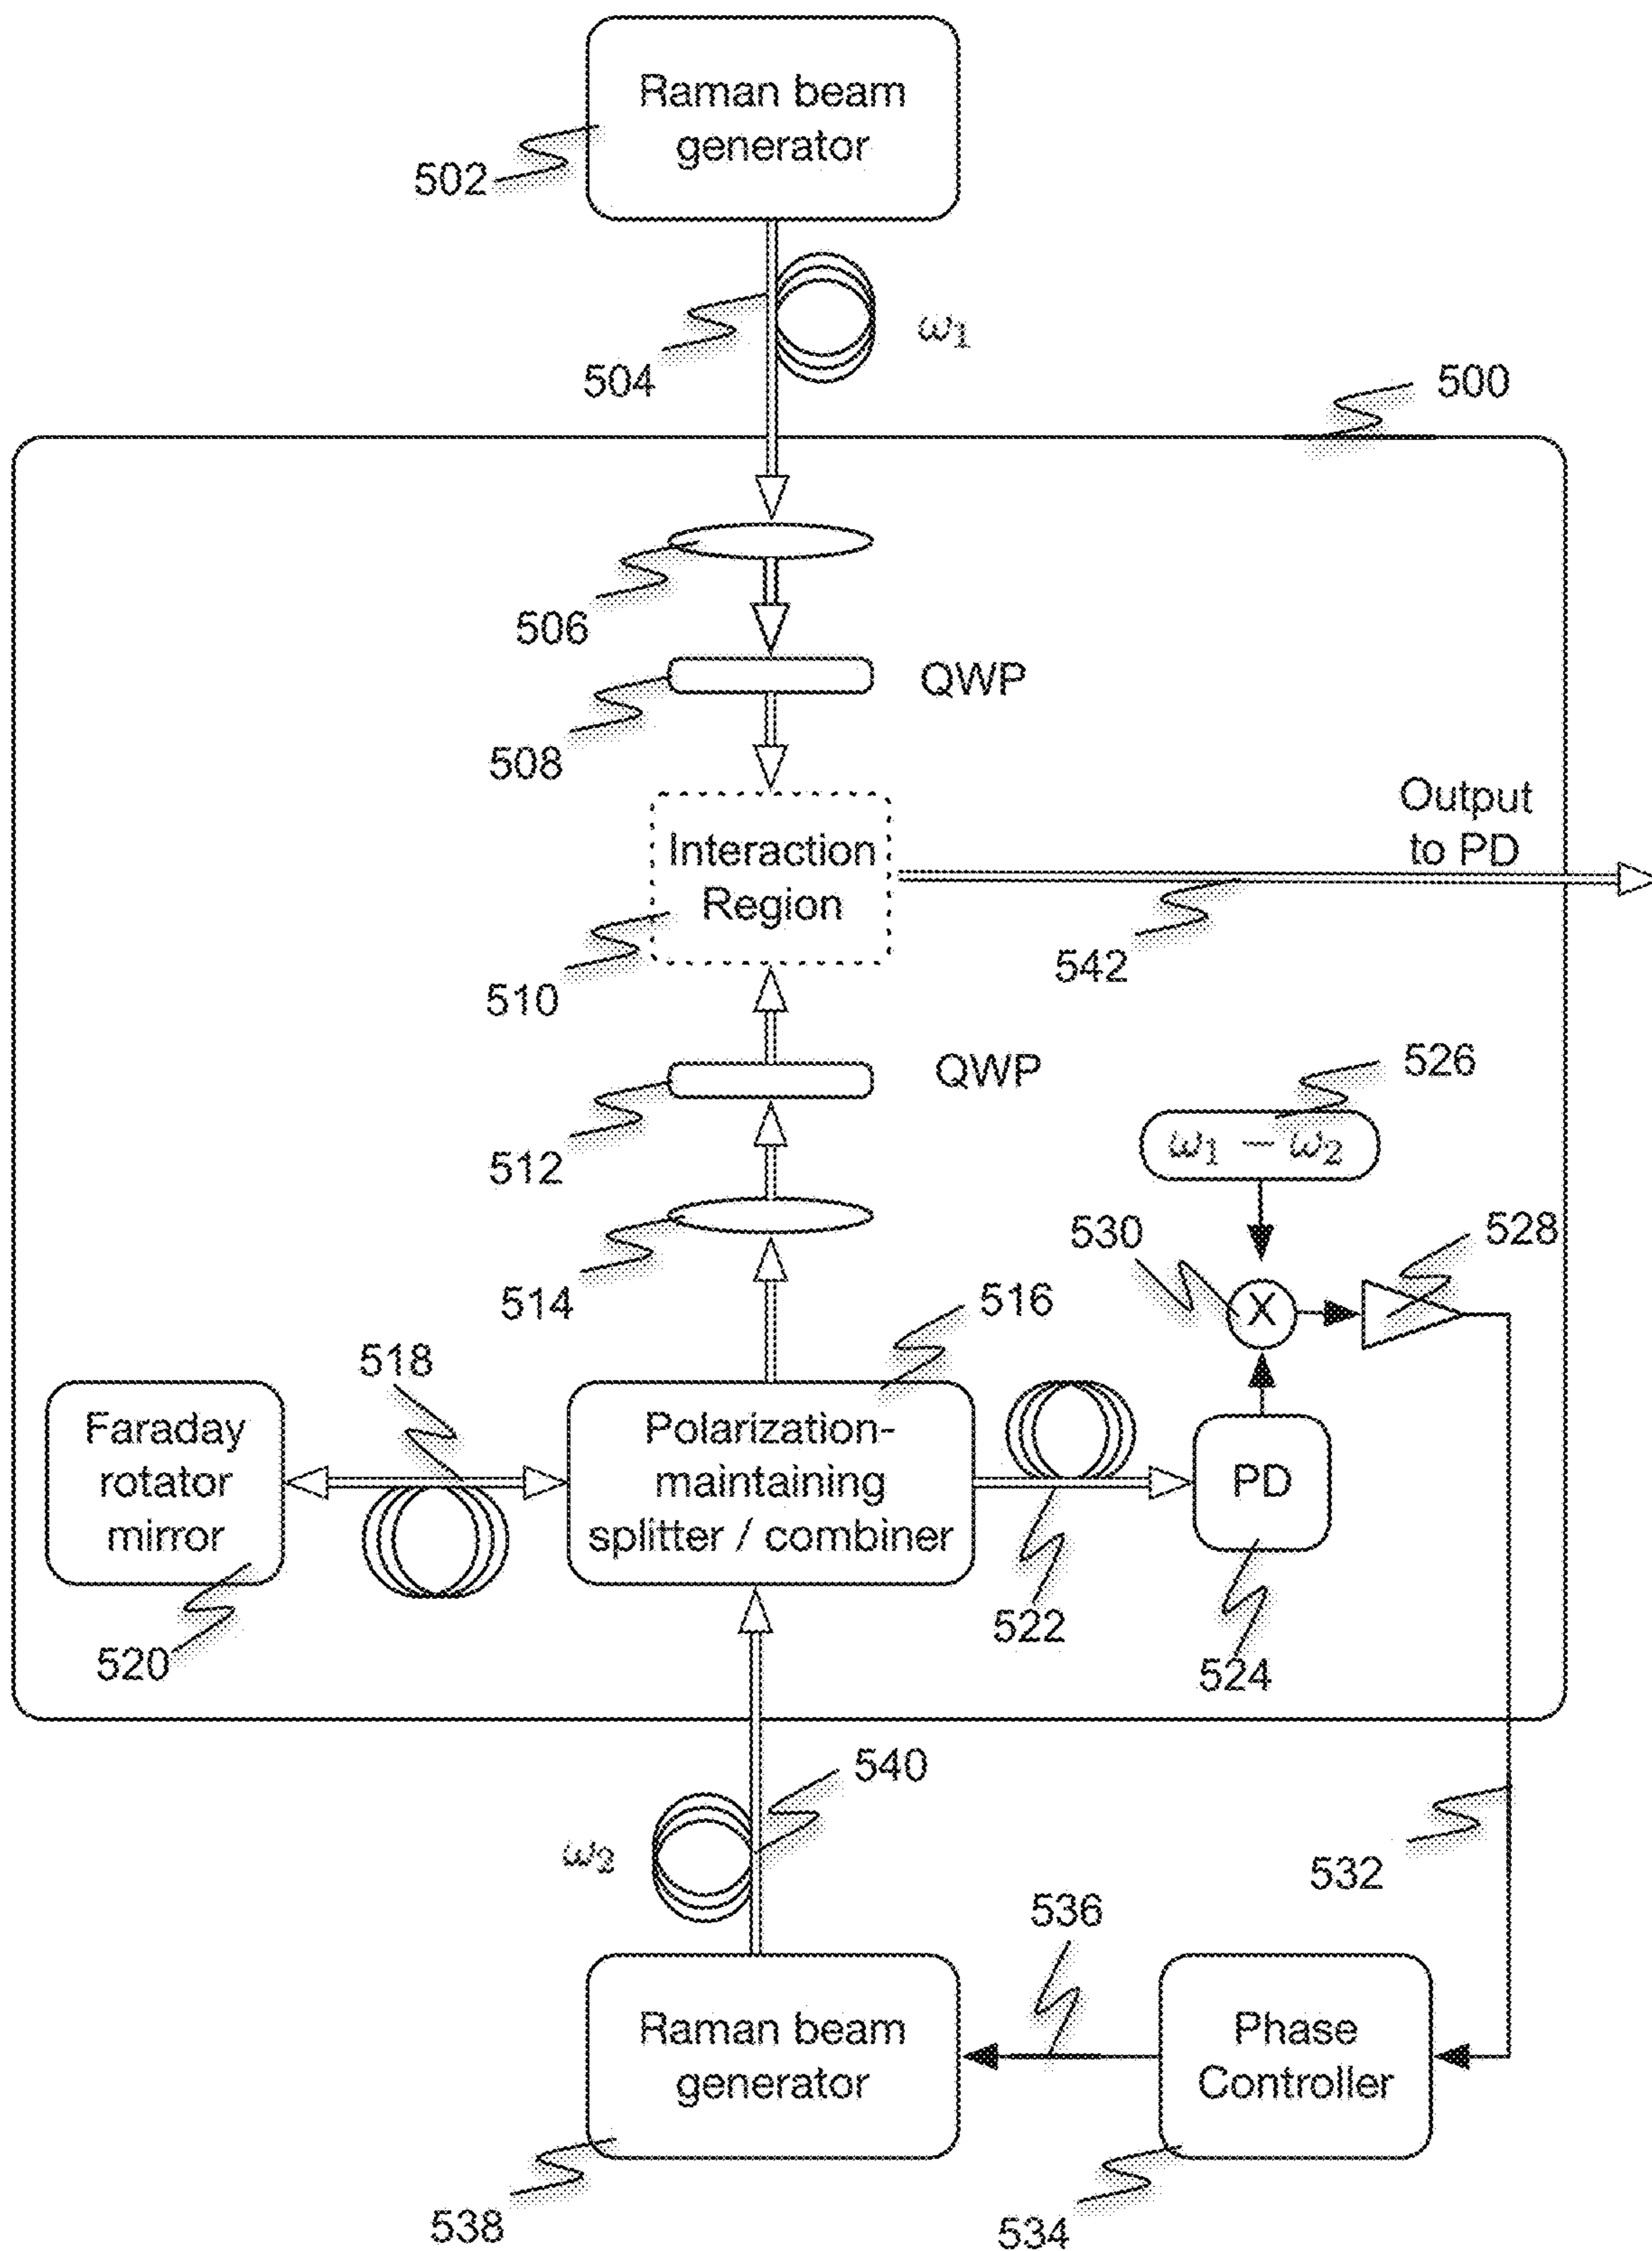 Raman beam
generator
502
504
ω₁
500
506
QWP
508
Interaction
Region
510
Output
to PD
542
QWP
512
526
ω₁ − ω₂
530
528
514
516
518
Faraday
rotator
mirror
Polarization-
maintaining
splitter / combiner
X
PD
520
522
524
540
ω₂
532
536
Raman beam
generator
Phase
Controller
538
534